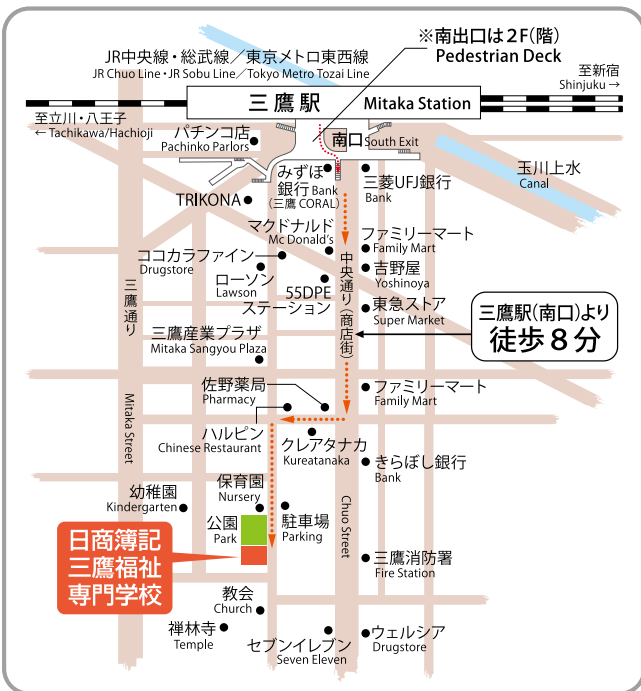 ※南出口は2F(階)
Pedestrian Deck
JR中央線・総武線／東京メトロ東西線
JR Chuo Line・JR Sobu Line／Tokyo Metro Tozai Line
至新宿
Shinjuku →
三鷹駅 Mitaka Station
至立川・八王子
← Tachikawa/Hachioji
パチンコ店
Pachinko Parlors
南口 South Exit
玉川上水
Canal
みずほ
銀行 Bank
(三鷹 CORAL)
三菱UFJ銀行
Bank
TRIKONA
マクドナルド
Mc Donald's
ファミリーマート
Family Mart
ココカラファイン
Drugstore
吉野屋
Yoshinoya
ローソン
Lawson
55DPE
ステーション
中央通り(商店街)
三鷹通り
東急ストア
Super Market
三鷹駅(南口)より
徒歩8分
三鷹産業プラザ
Mitaka Sangyou Plaza
佐野薬局
Pharmacy
ファミリーマート
Family Mart
Mitaka Street
ハルピン
Chinese Restaurant
クレアタナカ
Kureatanaka
きらぼし銀行
Bank
Chuo Street
幼稚園
Kindergarten
保育園
Nursery
公園
Park
駐車場
Parking
日商簿記
三鷹福祉
専門学校
三鷹消防署
Fire Station
教会
Church
禅林寺
Temple
セブンイレブン
Seven Eleven
ウェルシア
Drugstore